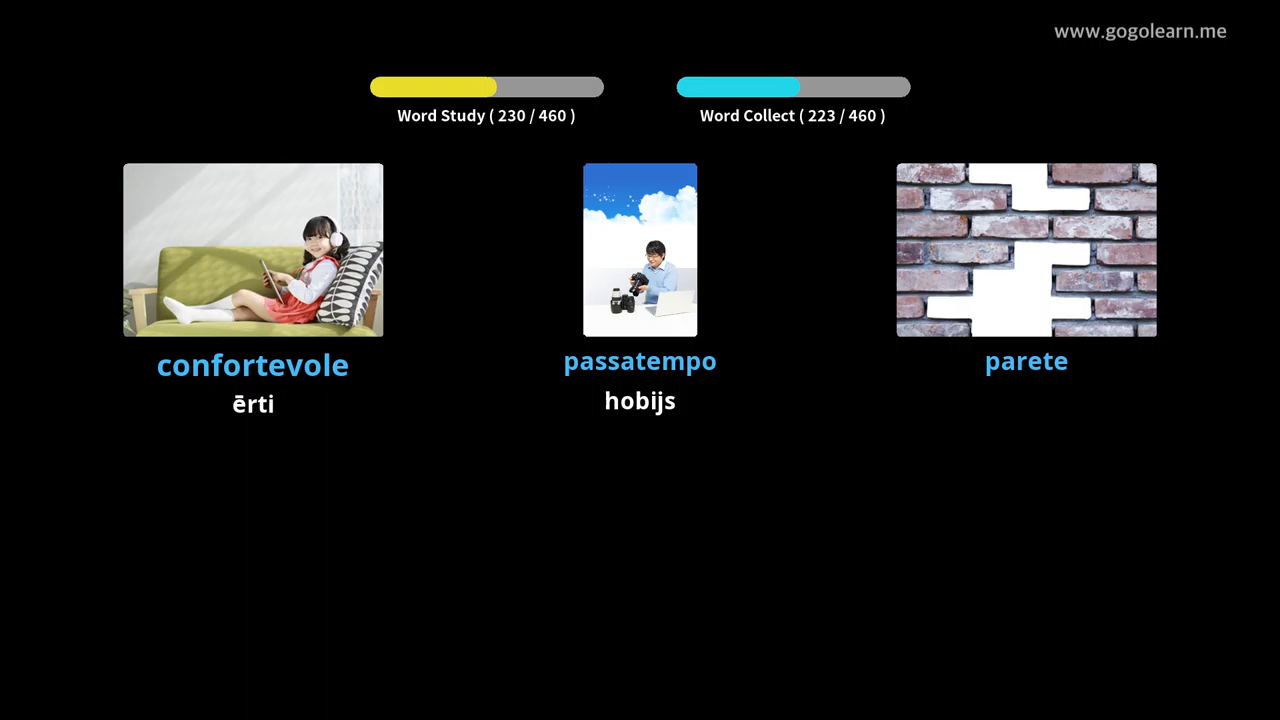 www.gogolearn.me
Word Study ( 230 / 460 )
Word Collect ( 223 / 460 )
confortevole
ērti
passatempo
hobijs
parete